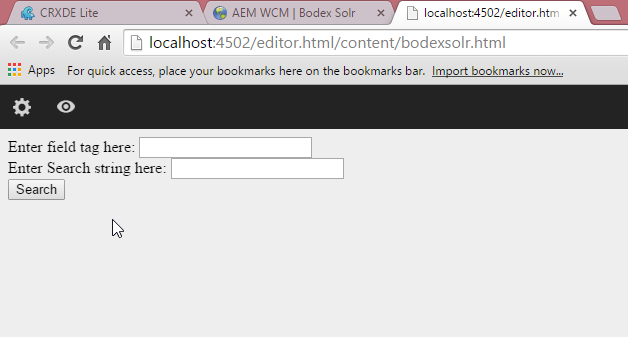 CRXDE Lite
AEM WCM | Bodex Solr
localhost:4502/editor.htm
localhost:4502/editor.html/content/bodexsolr.html
Apps For quick access, place your bookmarks here on the bookmarks bar. Import bookmarks now...
Enter field tag here:
Enter Search string here:
Search